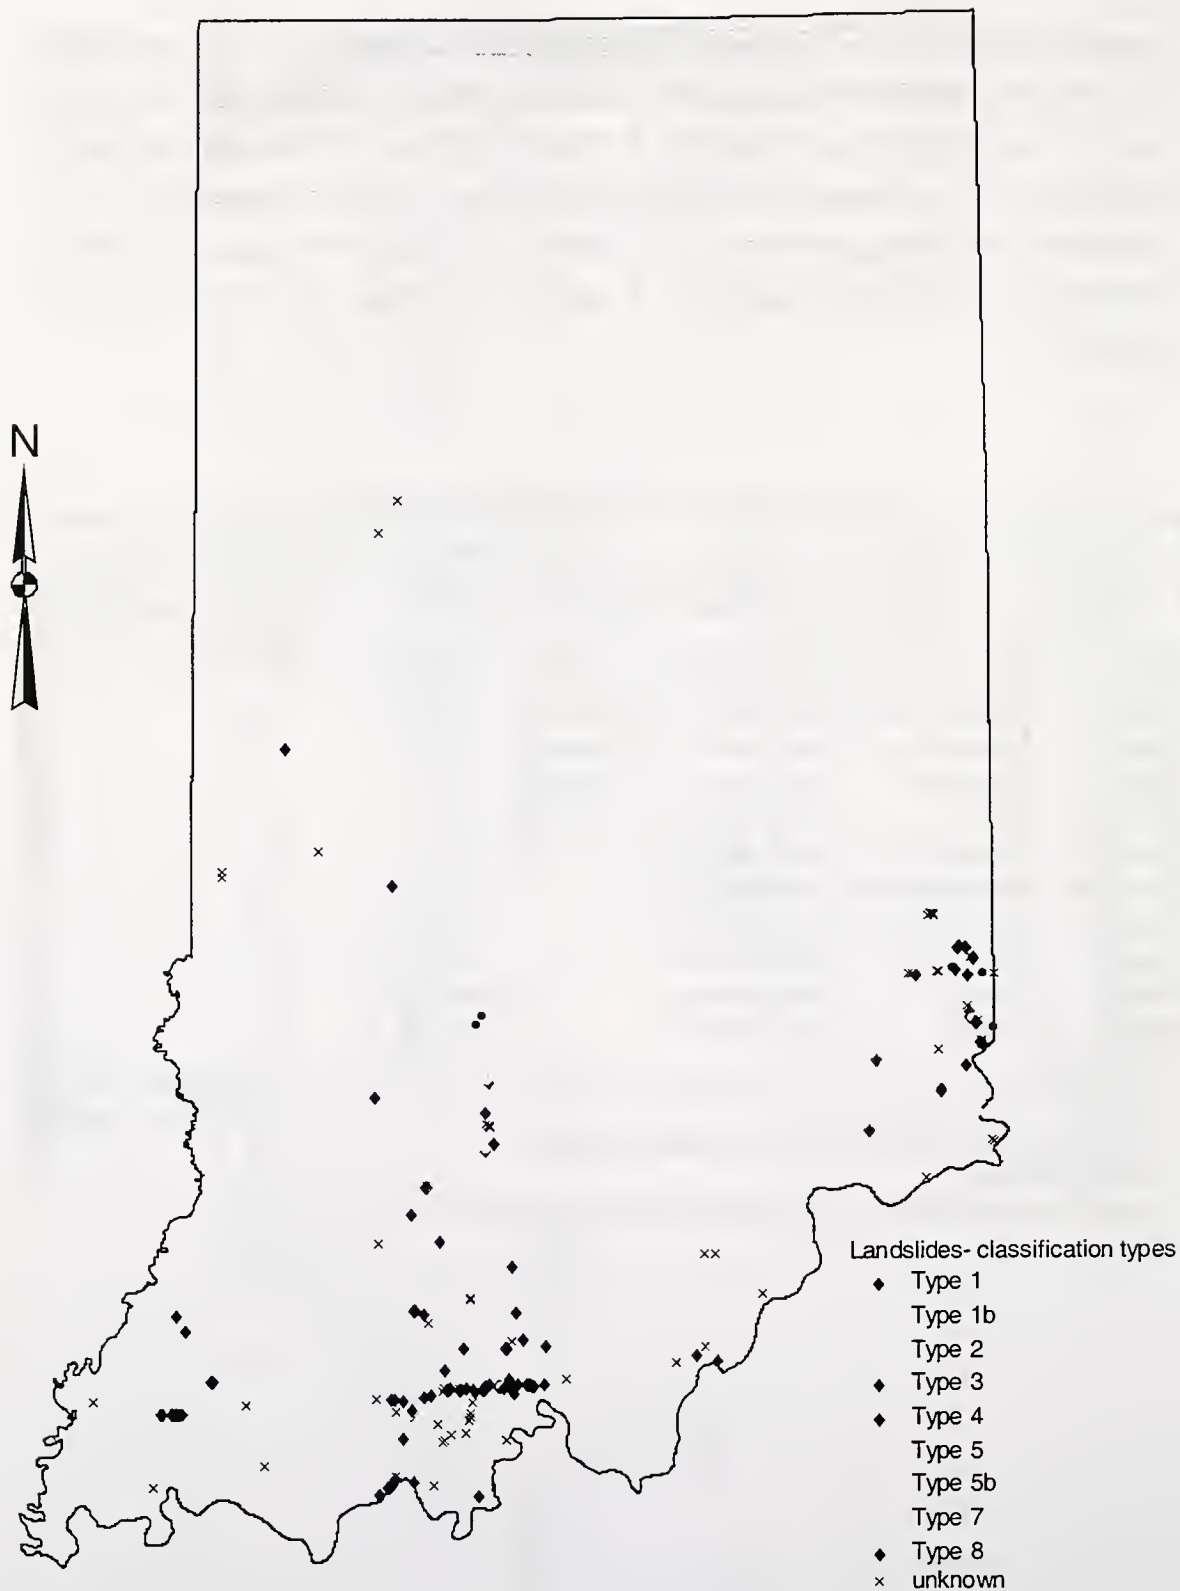 N
Landslides- classification types
Type 1
Type 1b
Type 2
Type 3
Type 4
Type 5
Type 5b
Type 7
Type 8
unknown